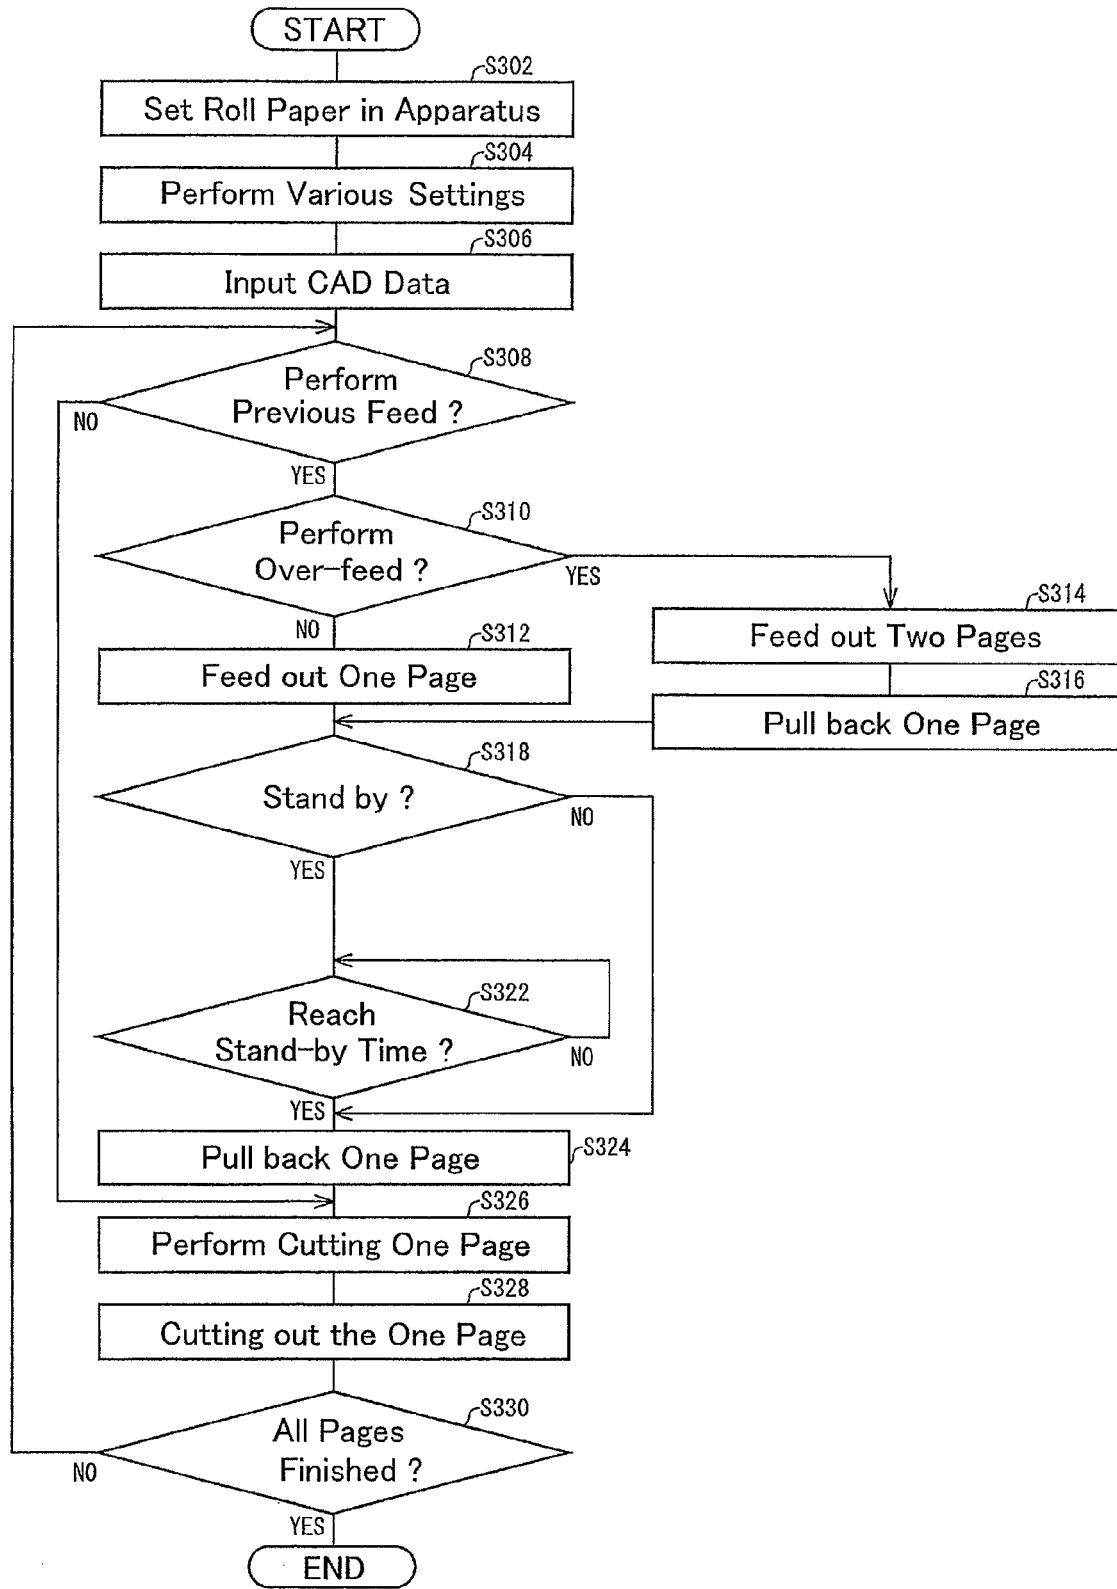 START
S302
Set Roll Paper in Apparatus
S304
Perform Various Settings
S306
Input CAD Data
S308
Perform
Previous Feed ?
NO
YES
S310
Perform
Over-feed ?
YES
NO
S314
Feed out Two Pages
S312
Feed out One Page
S316
Pull back One Page
S318
Stand by ?
NO
YES
S322
Reach
Stand-by Time ?
NO
YES
Pull back One Page
S324
S326
Perform Cutting One Page
S328
Cutting out the One Page
S330
All Pages
Finished ?
NO
YES
END